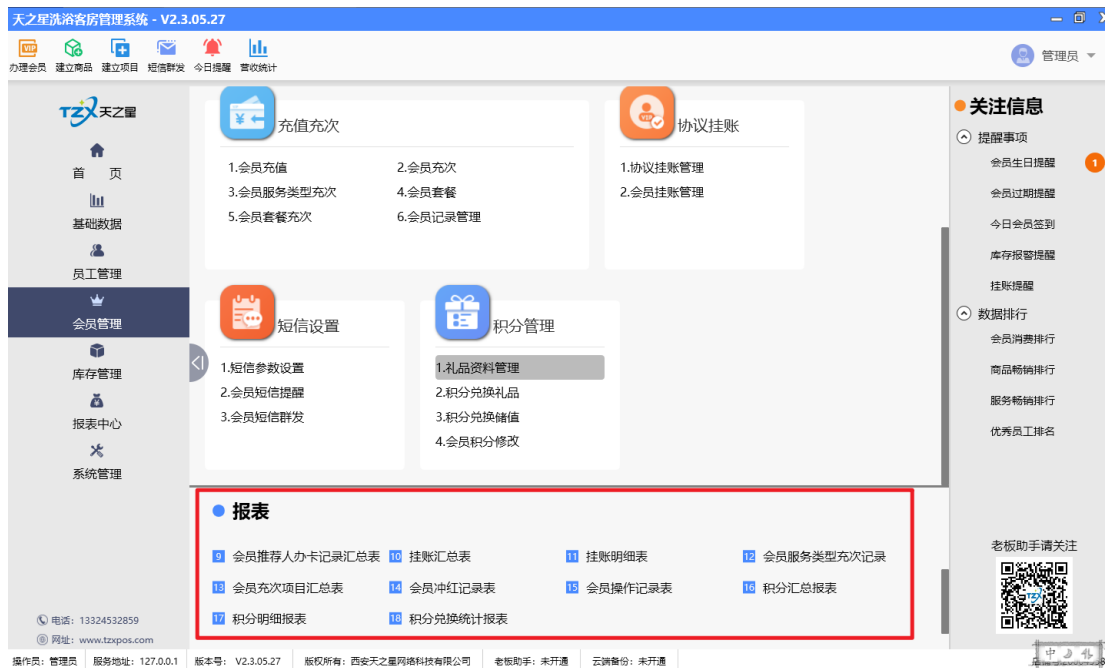 天之星洗浴客房管理系统 - V2.3.05.27
办理会员 建立商品 建立项目 短信群发 今日提醒 营收统计
管理员
TZX天之星
首 页
基础数据
员工管理
会员管理
库存管理
报表中心
系统管理
电话：13324532859
网址：www.tzxpos.com
充值充次
1.会员充值 2.会员充次
3.会员服务类型充次 4.会员套餐
5.会员套餐充次 6.会员记录管理
VIP
协议挂账
1.协议挂账管理
2.会员挂账管理
短信设置
1.短信参数设置
2.会员短信提醒
3.会员短信群发
积分管理
1.礼品资料管理
2.积分兑换礼品
3.积分兑换储值
4.会员积分修改
报表
9 会员推荐人办卡记录汇总表 10 挂账汇总表 11 挂账明细表 12 会员服务类型充次记录
13 会员充次项目汇总表 14 会员冲红记录表 15 会员操作记录表 16 积分汇总报表
17 积分明细报表 18 积分兑换统计报表
关注信息
提醒事项
会员生日提醒 1
会员过期提醒
今日会员签到
库存报警提醒
挂账提醒
数据排行
会员消费排行
商品畅销排行
服务畅销排行
优秀员工排名
老板助手请关注
操作员：管理员 服务地址：127.0.0.1 版本号：V2.3.05.27 版权所有：西安天之星网络科技有限公司 老板助手：未开通 云端备份：未开通